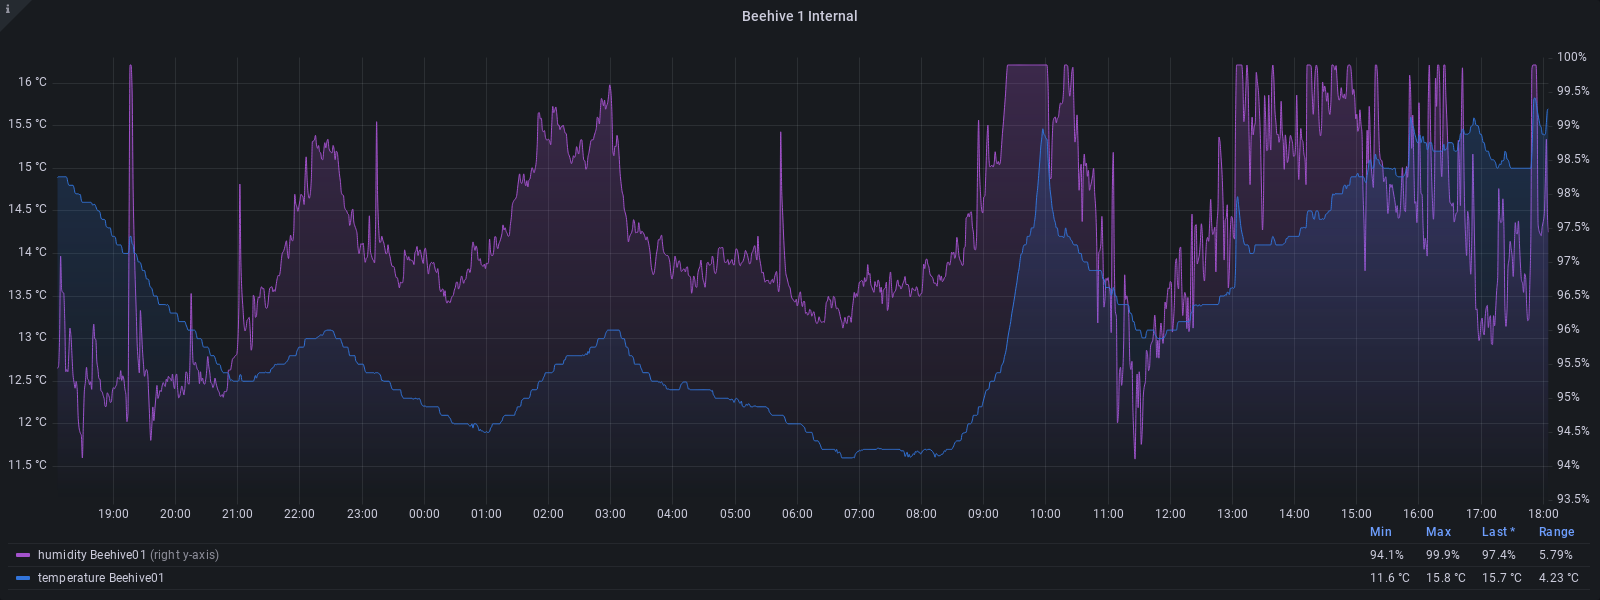 i
Beehive 1 Internal
16 °C
15.5 °C
15 °C
14.5 °C
14 °C
13.5 °C
13 °C
12.5 °C
12 °C
11.5 °C
100%
99.5%
99%
98.5%
98%
97.5%
97%
96.5%
96%
95.5%
95%
94.5%
94%
93.5%
19:00 20:00 21:00 22:00 23:00 00:00 01:00 02:00 03:00 04:00 05:00 06:00 07:00 08:00 09:00 10:00 11:00 12:00 13:00 14:00 15:00 16:00 17:00 18:00
Min Max Last * Range
humidity Beehive01 (right y-axis) 94.1% 99.9% 97.4% 5.79%
temperature Beehive01 11.6 °C 15.8 °C 15.7 °C 4.23 °C